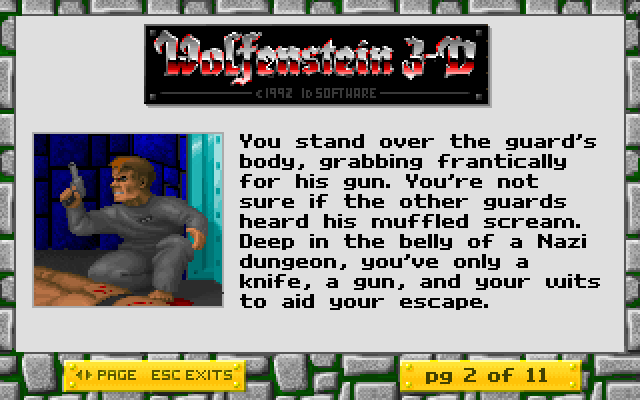 Wolfenstein 3-D
©1992 id SOFTWARE
You stand over the guard's
body, grabbing frantically
for his gun. You're not
sure if the other guards
heard his muffled scream.
Deep in the belly of a Nazi
dungeon, you've only a
knife, a gun, and your wits
to aid your escape.
PAGE ESC EXITS
pg 2 of 11